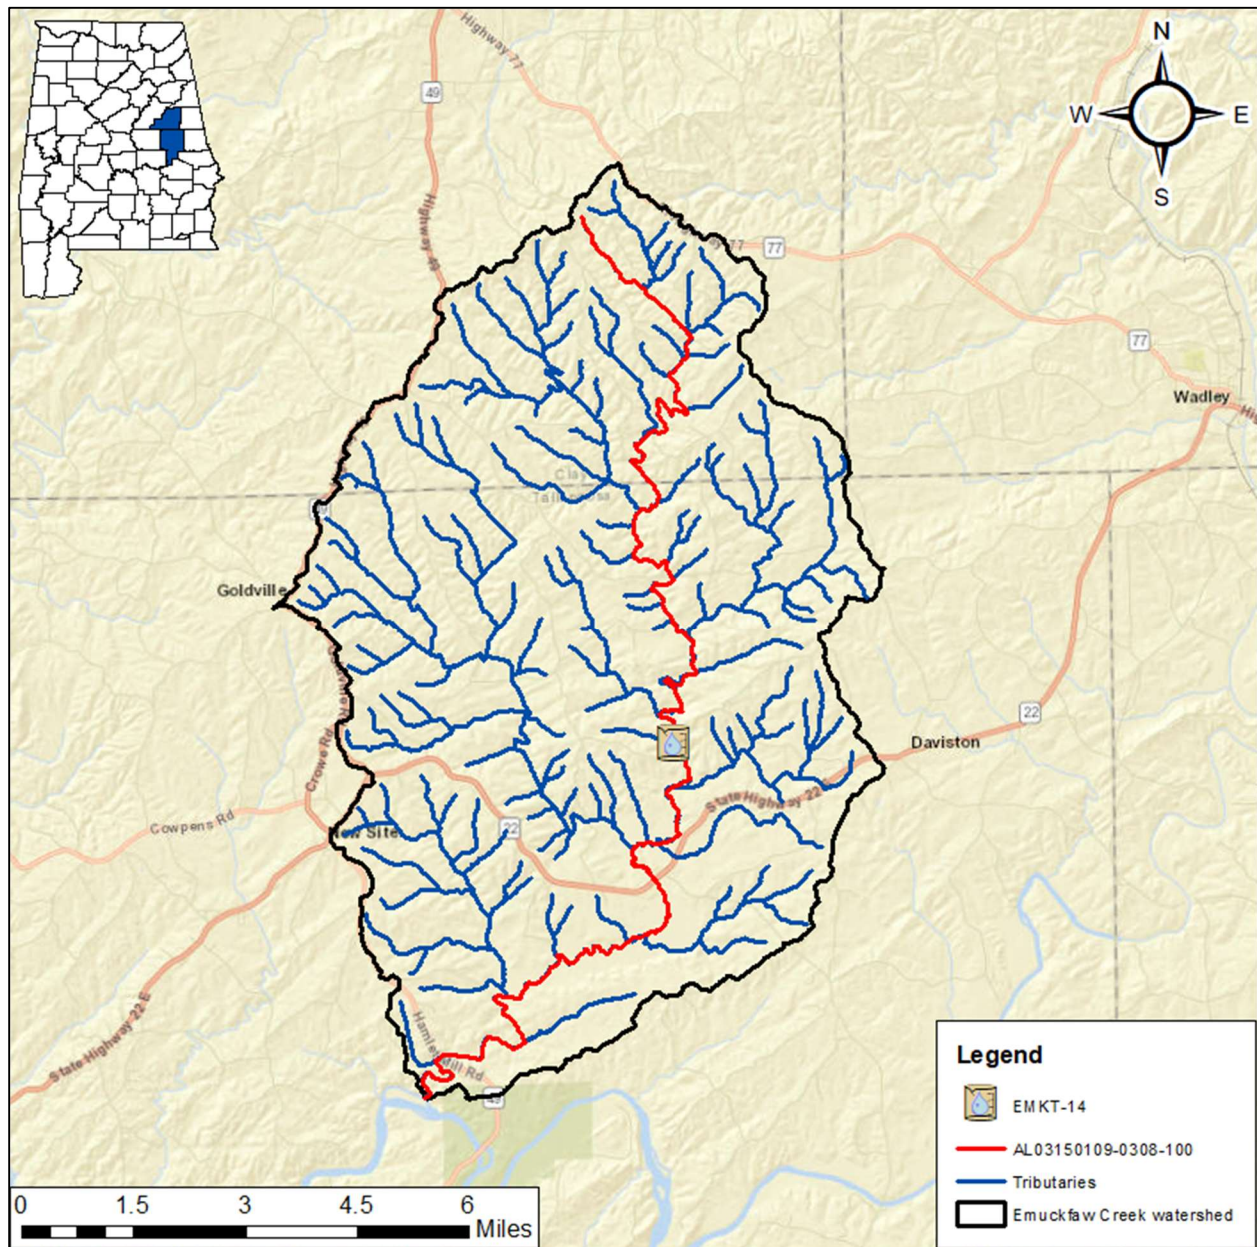 Highway 77
N
49
W
E
S
Highway 49
77
77
Wadley
Clay
Tallapoosa
Goldville
22
Daviston
Crowe Rd
State Highway 22 E
Cowpens Rd
New Site
22
State Highway 22 E
Hamlet Mill Rd
49
Legend
EMKT-14
AL03150109-0308-100
Tributaries
Emuckfaw Creek watershed
0 1.5 3 4.5 6
Miles